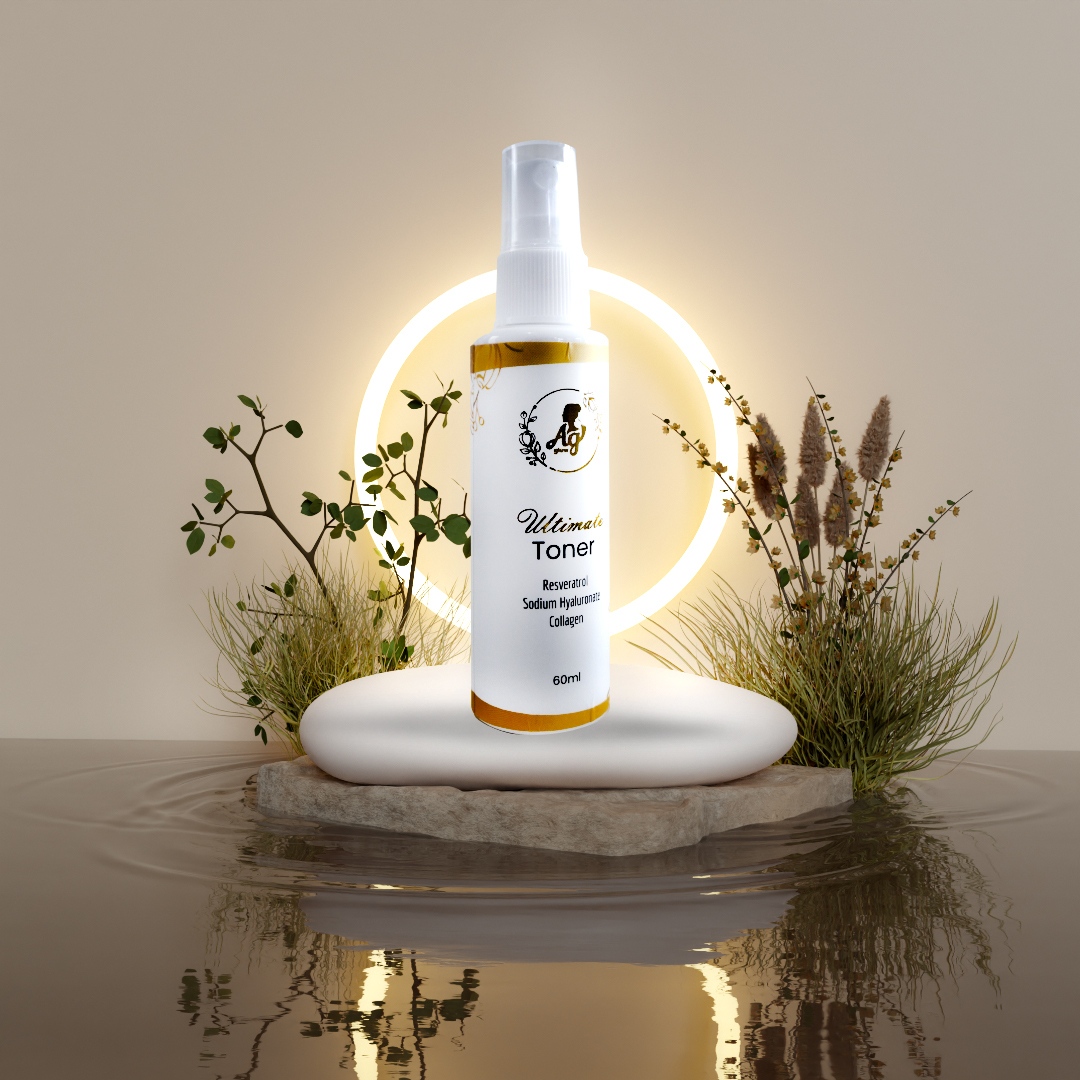 Ag
Ultimate
Toner
Resveratrol
Sodium Hyaluronate
Collagen
60ml